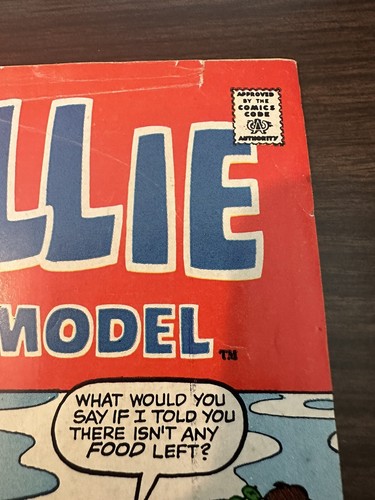 APPROVED
BY THE
COMICS
CODE
AUTHORITY
LLIE
MODEL TM
WHAT WOULD YOU
SAY IF I TOLD YOU
THERE ISN'T ANY
FOOD LEFT?